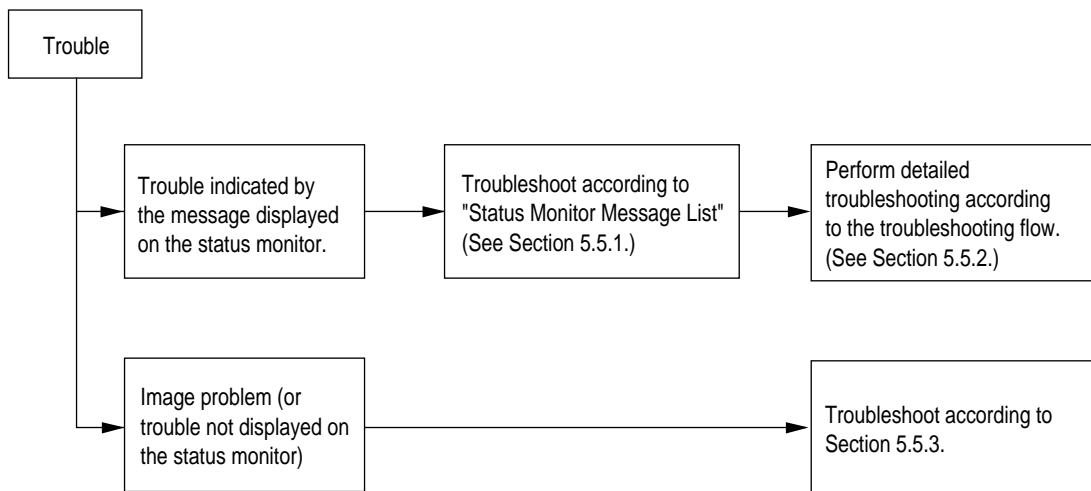 Trouble
Trouble indicated by
the message displayed
on the status monitor.
Troubleshoot according to
"Status Monitor Message List"
(See Section 5.5.1.)
Perform detailed
troubleshooting according
to the troubleshooting flow.
(See Section 5.5.2.)
Image problem (or
trouble not displayed on
the status monitor)
Troubleshoot according to
Section 5.5.3.